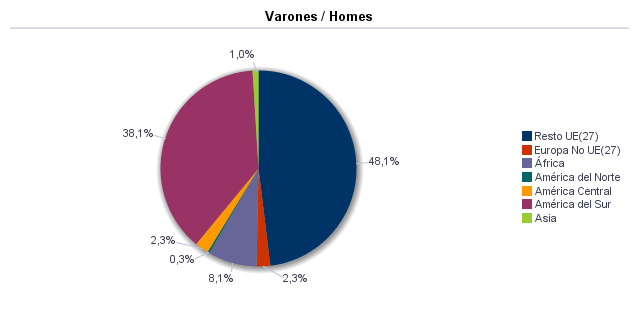 Varones / Homes
1,0%
38,1%
48,1%
2,3%
0,3%
8,1%
2,3%
Resto UE(27)
Europa No UE(27)
África
América del Norte
América Central
América del Sur
Asia